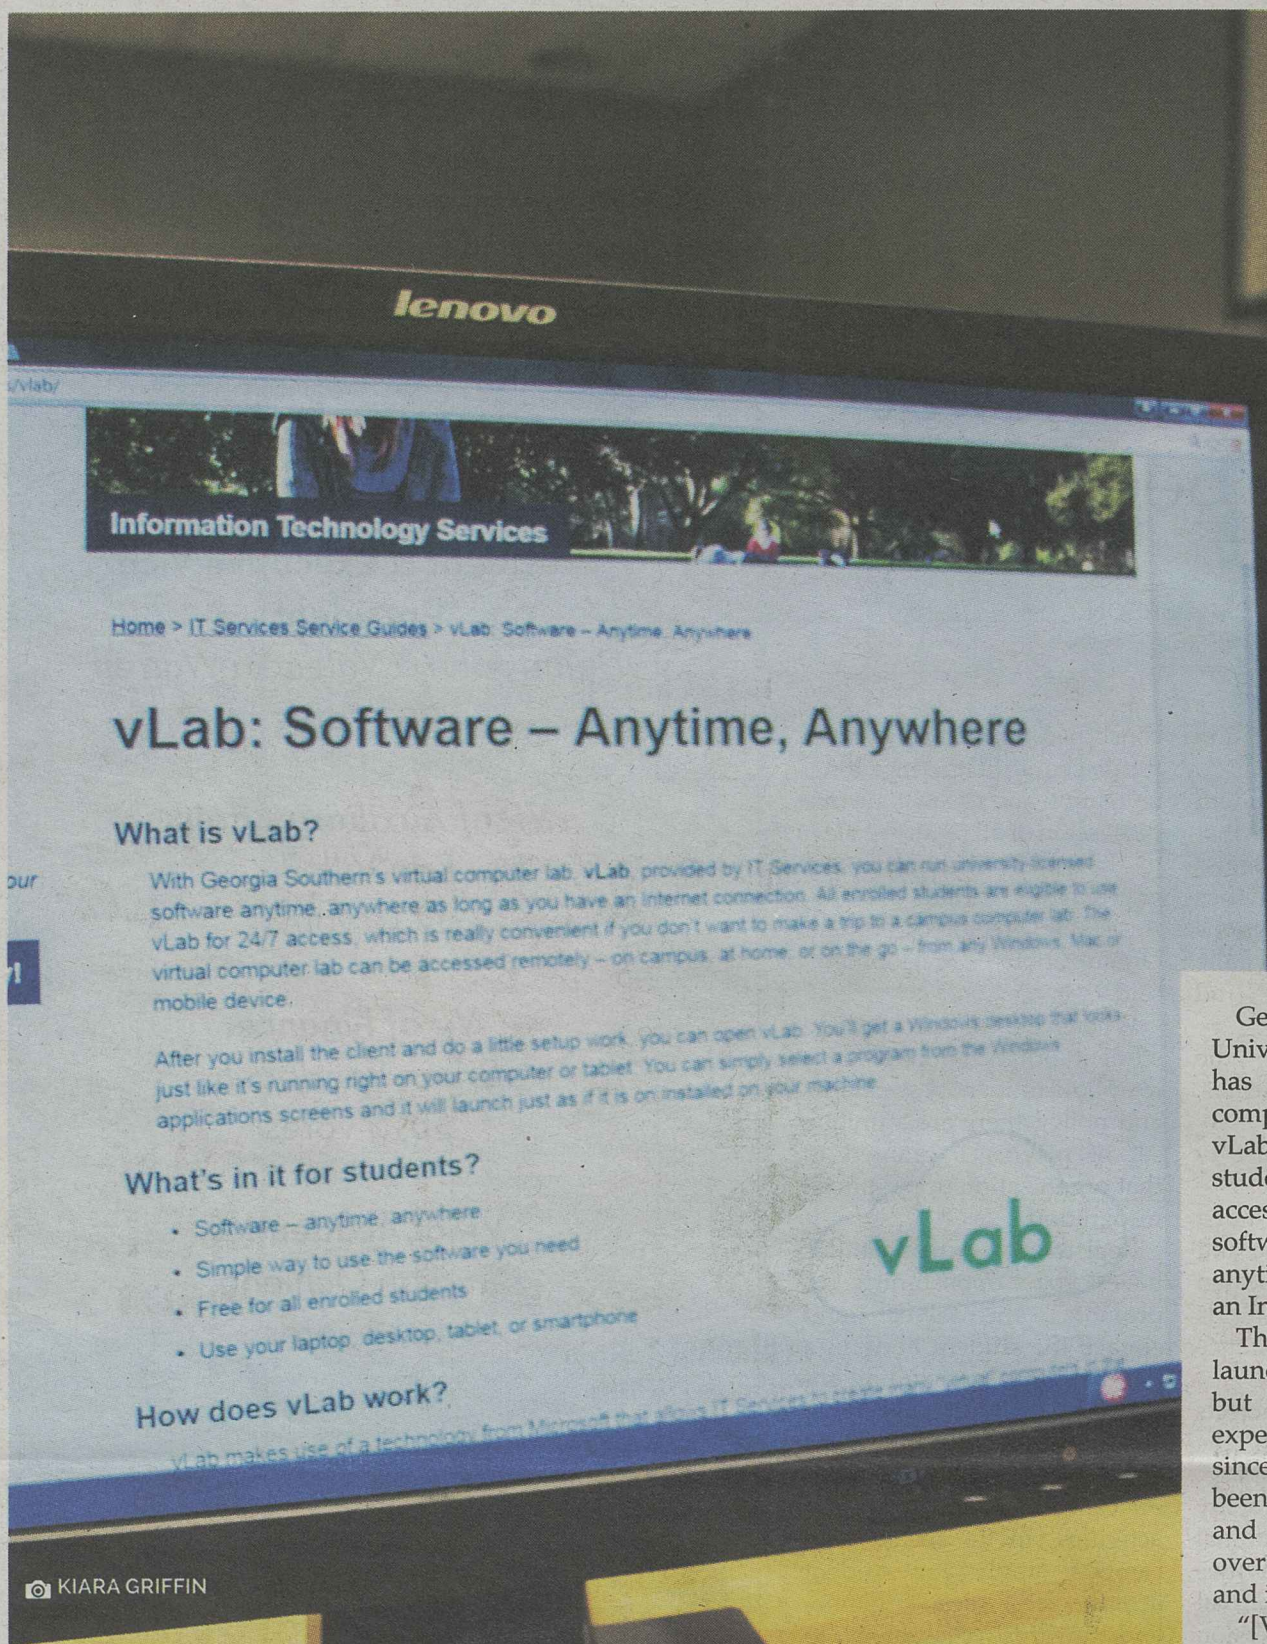 lenovo
s/vlab/
Information Technology Services
Home > IT Services Service Guides > vLab: Software – Anytime, Anywhere
vLab: Software – Anytime, Anywhere
What is vLab?
With Georgia Southern's virtual computer lab, vLab, provided by IT Services, you can run university-licensed
software anytime, anywhere as long as you have an Internet connection. All enrolled students are eligible to use
vLab for 24/7 access, which is really convenient if you don't want to make a trip to a campus computer lab. The
virtual computer lab can be accessed remotely – on campus, at home, or on the go – from any Windows, Mac or
mobile device.
our
y!
After you install the client and do a little setup work, you can open vLab. You'll get a Windows desktop that looks
just like it's running right on your computer or tablet. You can simply select a program from the Windows
applications screens and it will launch just as if it is on installed on your machine.
What's in it for students?
• Software – anytime, anywhere
• Simple way to use the software you need
• Free for all enrolled students
• Use your laptop, desktop, tablet, or smartphone
vLab
How does vLab work?
vLab makes use of a technology from Microsoft that allows IT Services to create many "virtual" computers in the
KIARA GRIFFIN
Ge
Univ
has
comp
vLab
stude
acces
softw
anyti
an In
Th
launc
but
expe
since
been
and
over
and i
"[V